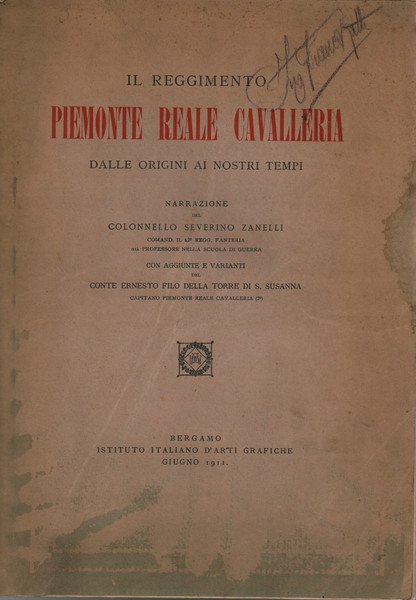 IL REGGIMENTO
PIEMONTE REALE CAVALLERIA
DALLE ORIGINI AI NOSTRI TEMPI
NARRAZIONE
DEL
COLONNELLO SEVERINO ZANELLI
COMAND. IL 43º REGG. FANTERIA
GIÀ PROFESSORE NELLA SCUOLA DI GUERRA
CON AGGIUNTE E VARIANTI
DEL
CONTE ERNESTO FILO DELLA TORRE DI S. SUSANNA
CAPITANO PIEMONTE REALE CAVALLERIA (2º)
BERGAMO
ISTITUTO ITALIANO D'ARTI GRAFICHE
GIUGNO 1911.